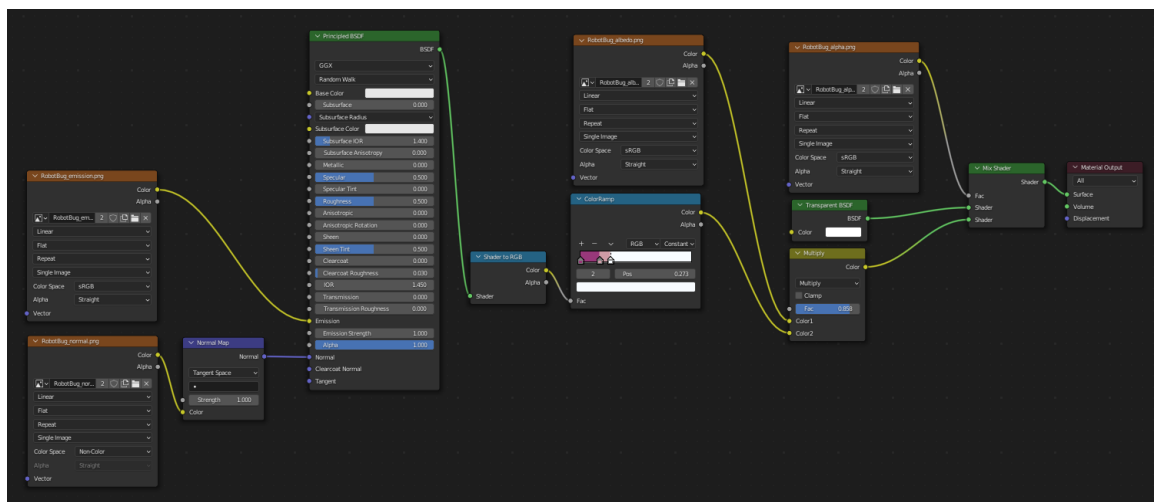 RobotBug_emission.png
Color
Alpha
RobotBug_em...
2
Linear
Flat
Repeat
Single Image
Color Space
sRGB
Alpha
Straight
Vector
RobotBug_normal.png
Color
Alpha
RobotBug_nor...
2
Linear
Flat
Repeat
Single Image
Color Space
Non-Color
Alpha
Straight
Vector
Normal Map
Normal
Tangent Space
Strength 1.000
Color
Principled BSDF
BSDF
GGX
Random Walk
Base Color
Subsurface 0.000
Subsurface Radius
Subsurface Color
Subsurface IOR 1.400
Subsurface Anisotropy 0.000
Metallic 0.000
Specular 0.500
Specular Tint 0.000
Roughness 0.500
Anisotropic 0.000
Anisotropic Rotation 0.000
Sheen 0.000
Sheen Tint 0.500
Clearcoat 0.000
Clearcoat Roughness 0.030
IOR 1.450
Transmission 0.000
Transmission Roughness 0.000
Emission
Emission Strength 1.000
Alpha 1.000
Normal
Clearcoat Normal
Tangent
Shader to RGB
Color
Alpha
Shader
RobotBug_albedo.png
Color
Alpha
RobotBug_alb...
2
Linear
Flat
Repeat
Single Image
Color Space
sRGB
Alpha
Straight
Vector
ColorRamp
Color
Alpha
RGB
Constant
2
Pos 0.273
Fac
RobotBug_alpha.png
Color
Alpha
RobotBug_alp...
2
Linear
Flat
Repeat
Single Image
Color Space
sRGB
Alpha
Straight
Vector
Transparent BSDF
BSDF
Color
Multiply
Color
Multiply
Clamp
Fac 0.858
Color1
Color2
Mix Shader
Shader
Fac
Shader
Shader
Material Output
All
Surface
Volume
Displacement